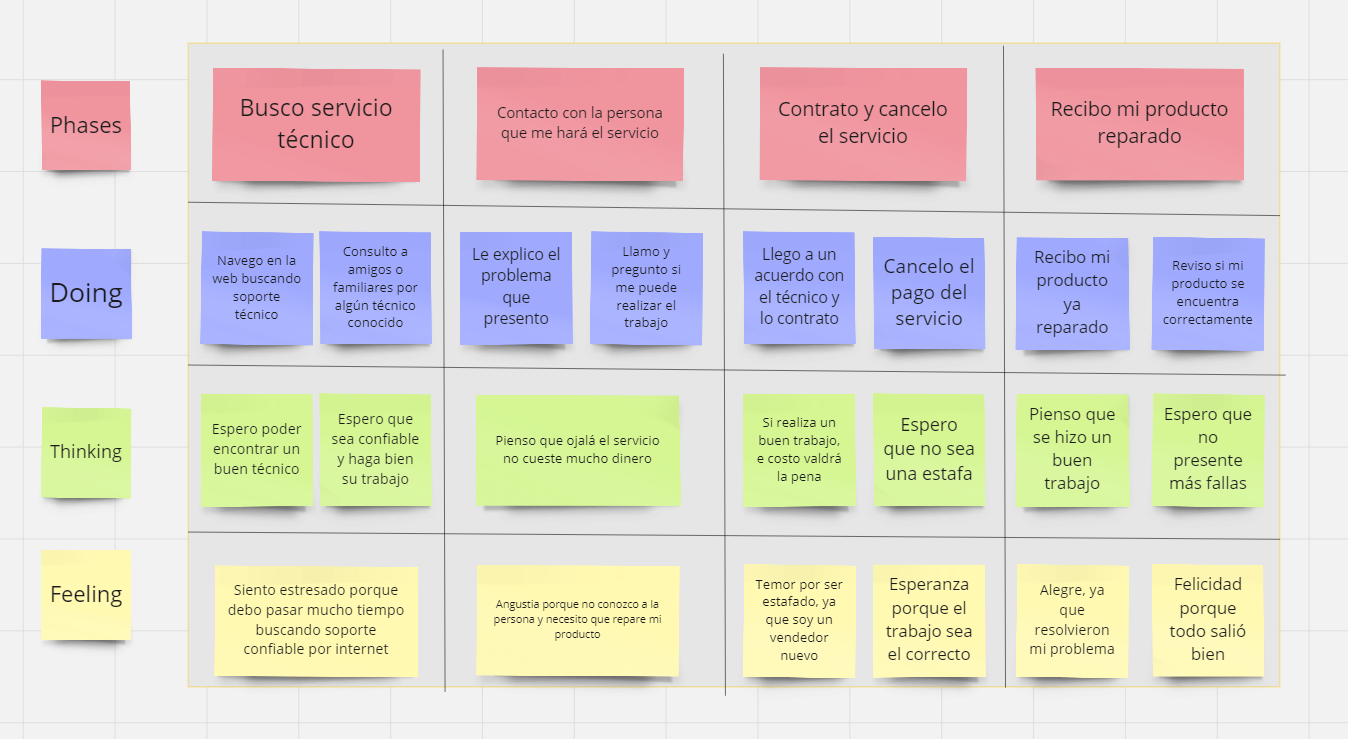 Phases
Busco servicio
técnico
Contacto con la persona
que me hará el servicio
Contrato y cancelo
el servicio
Recibo mi producto
reparado
Doing
Navego en la
web buscando
soporte
técnico
Consulto a
amigos o
familiares por
algún técnico
conocido
Le explico el
problema
que
presento
Llamo y
pregunto si
me puede
realizar el
trabajo
Llego a un
acuerdo con
el técnico y
lo contrato
Cancelo el
pago del
servicio
Recibo mi
producto
ya
reparado
Reviso si mi
producto se
encuentra
correctamente
Thinking
Espero poder
encontrar un
buen técnico
Espero que
sea confiable
y haga bien
su trabajo
Pienso que ojalá el servicio
no cueste mucho dinero
Si realiza un
buen trabajo,
e costo valdrá
la pena
Espero
que no sea
una estafa
Pienso que
se hizo un
buen
trabajo
Espero que
no
presente
más fallas
Feeling
Siento estresado porque
debo pasar mucho tiempo
buscando soporte
confiable por internet
Angustia porque no conozco a la
persona y necesito que repare mi
producto
Temor por ser
estafado, ya
que soy un
vendedor
nuevo
Esperanza
porque el
trabajo sea
el correcto
Alegre, ya
que
resolvieron
mi problema
Felicidad
porque
todo salió
bien